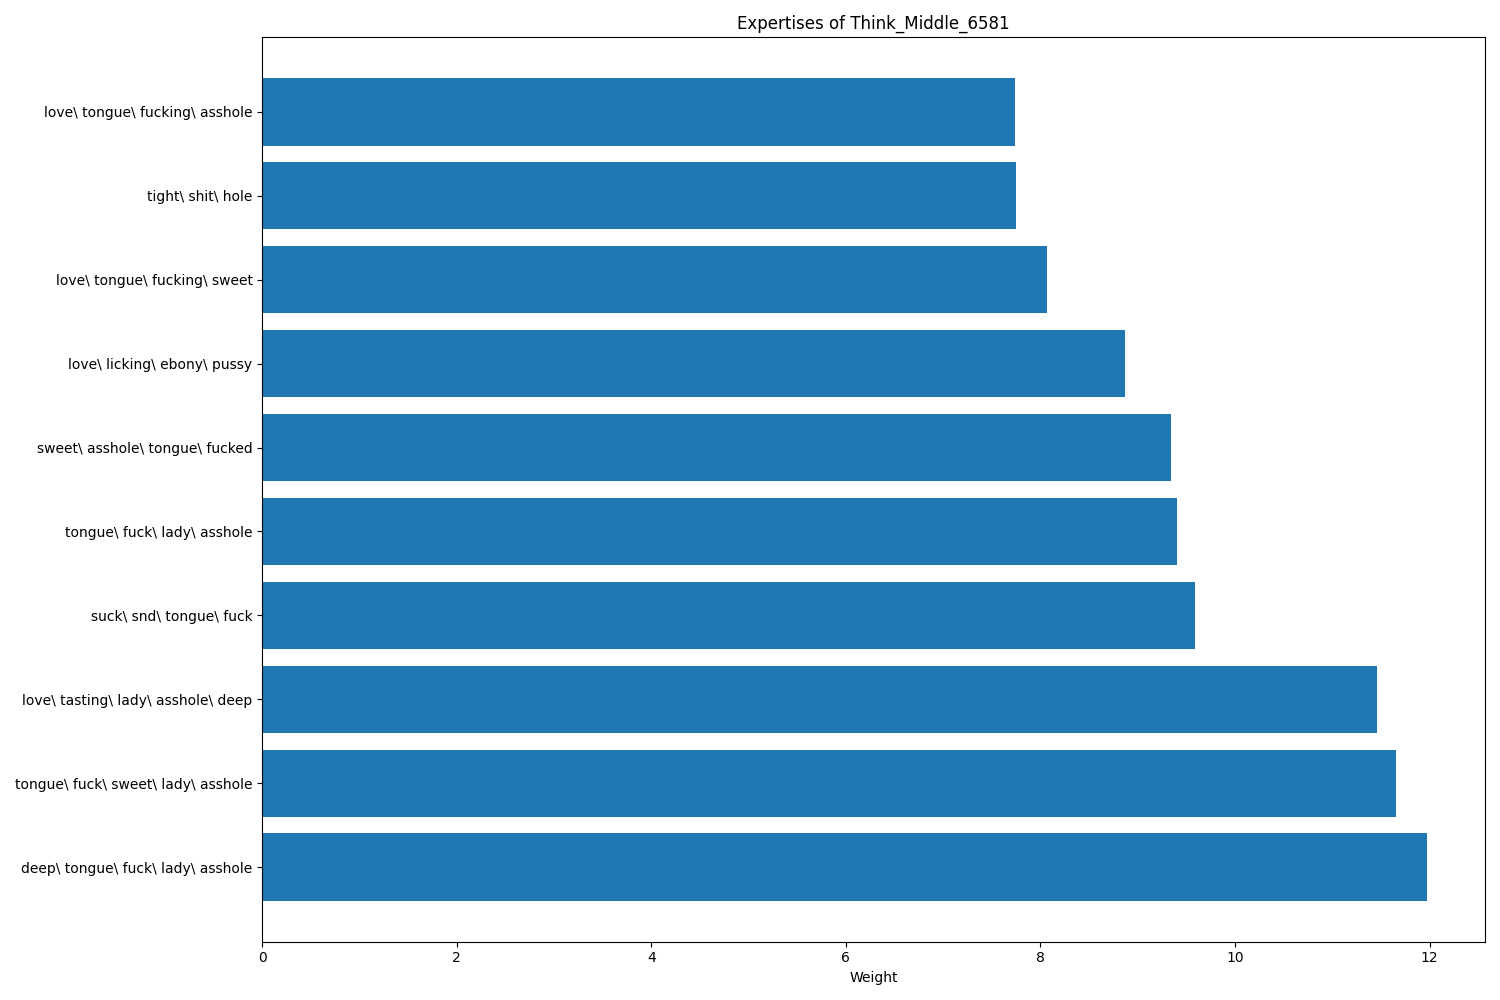 Expertises of Think_Middle_6581
love\ tongue\ fucking\ asshole
tight\ shit\ hole
love\ tongue\ fucking\ sweet
love\ licking\ ebony\ pussy
sweet\ asshole\ tongue\ fucked
tongue\ fuck\ lady\ asshole
suck\ snd\ tongue\ fuck
love\ tasting\ lady\ asshole\ deep
tongue\ fuck\ sweet\ lady\ asshole
deep\ tongue\ fuck\ lady\ asshole
0 2 4 6 8 10 12
Weight